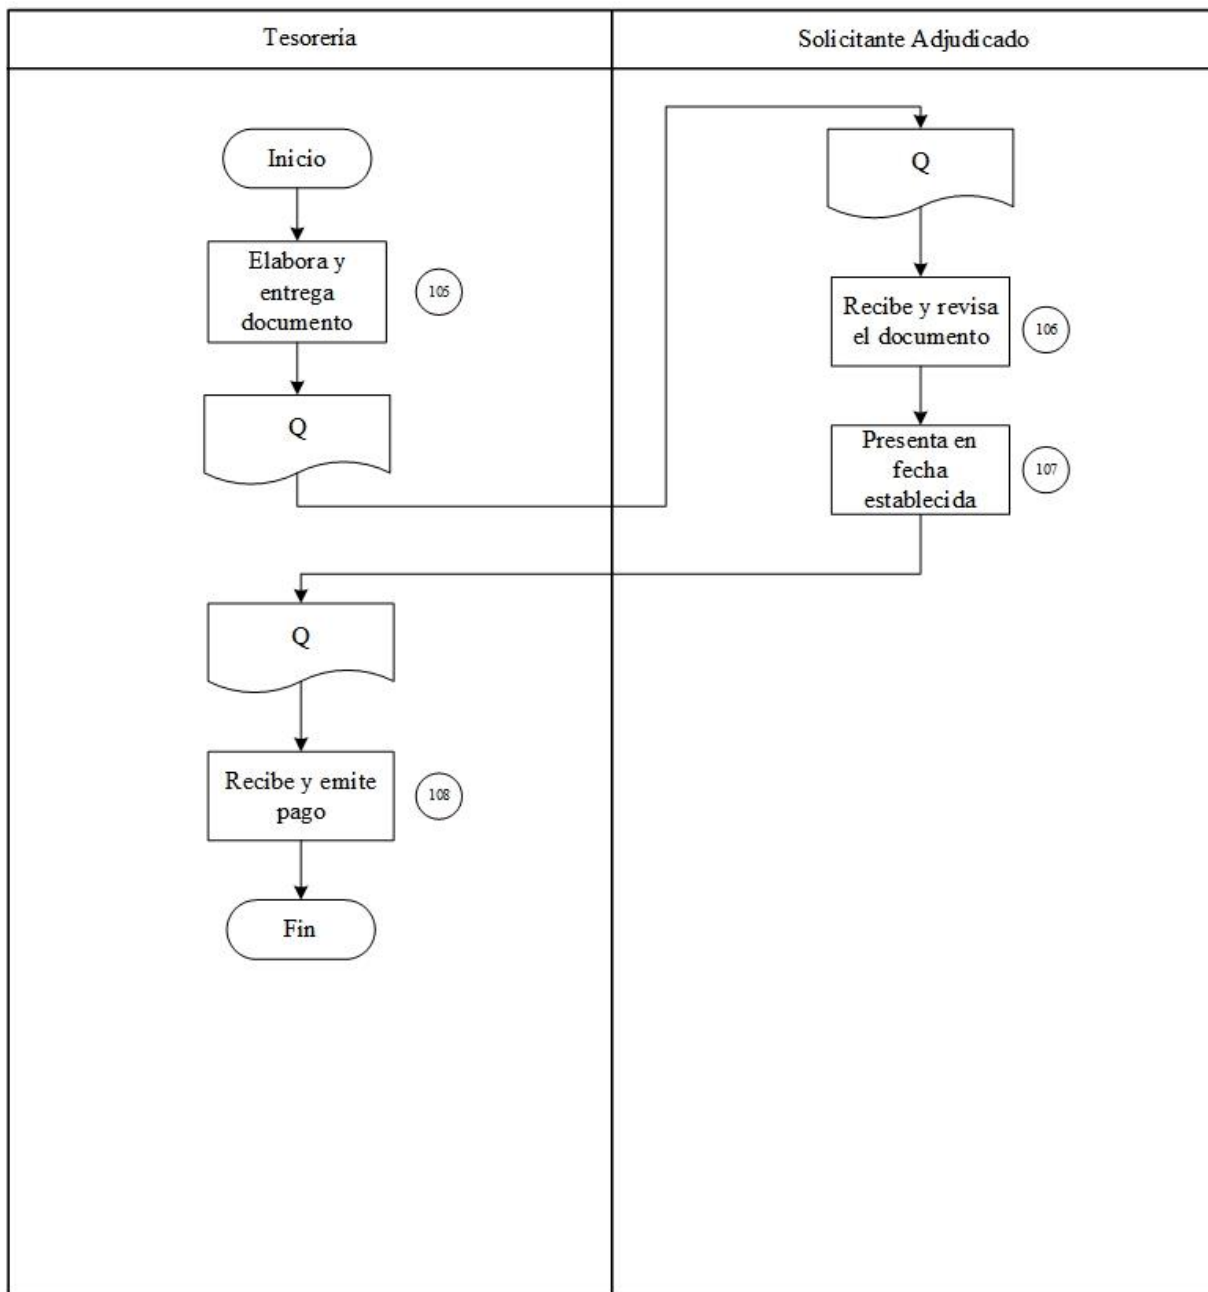 Tesorería
Solicitante Adjudicado
Inicio
Elabora y
entrega
documento
105
Q
Q
Recibe y revisa
el documento
106
Presenta en
fecha
establecida
107
Q
Recibe y emite
pago
108
Fin